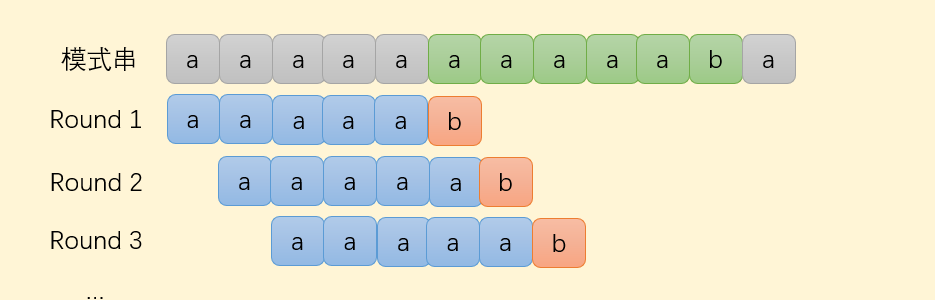 模式串 a a a a a a a a a a b a
Round 1 a a a a a b
Round 2 a a a a a b
Round 3 a a a a a b
...